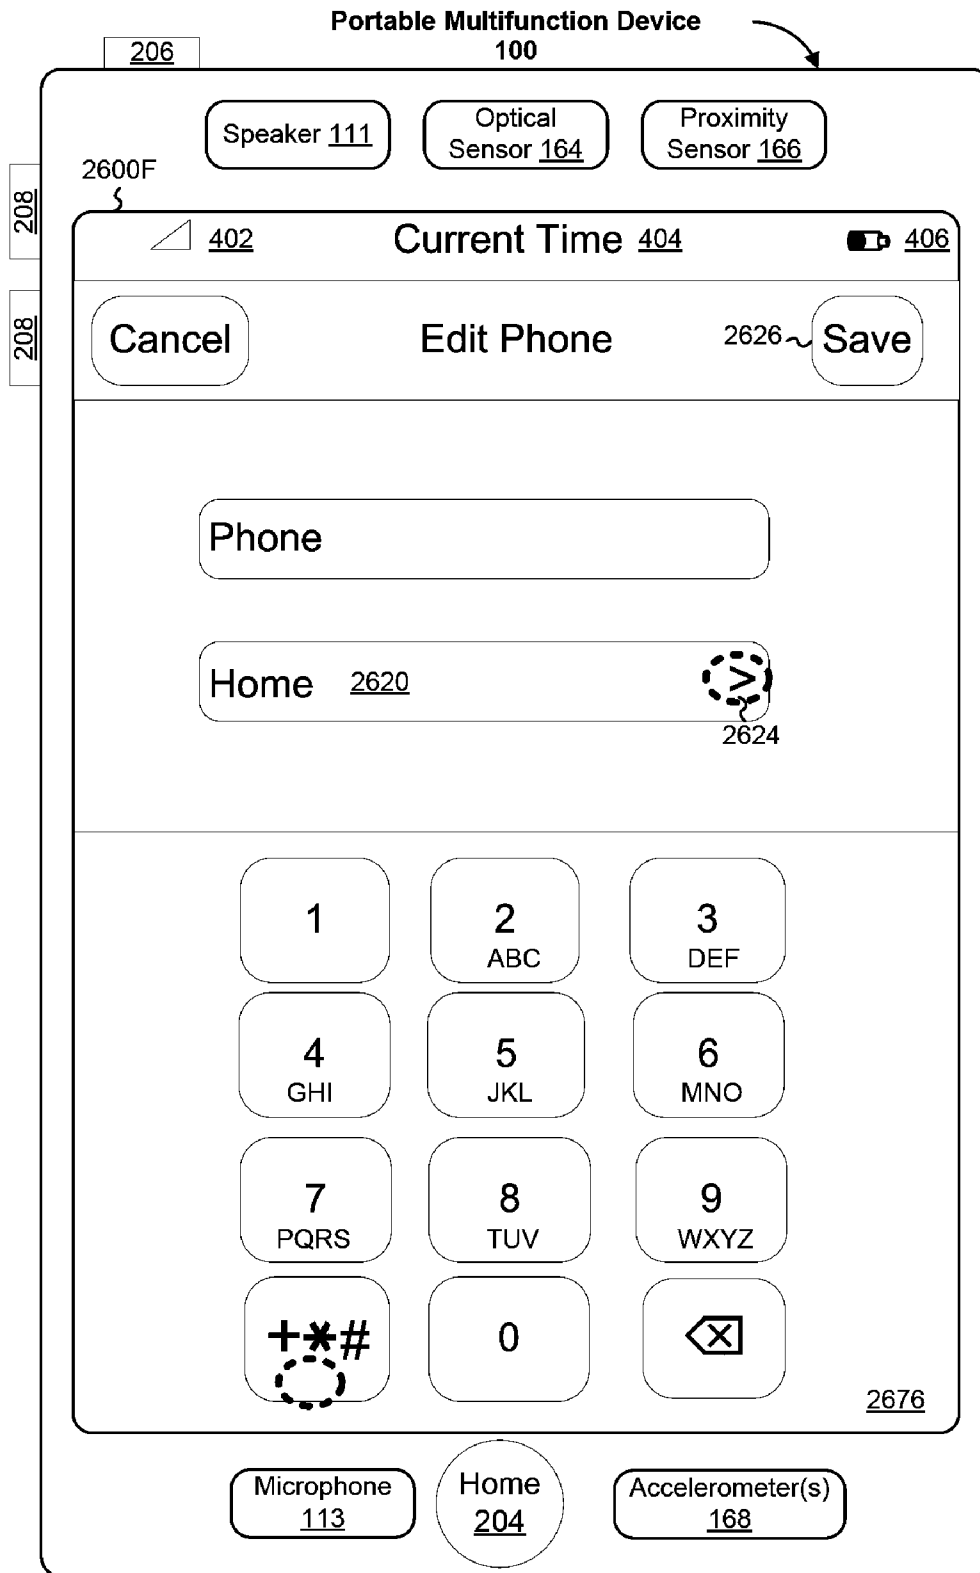 Portable Multifunction Device
100
206
Speaker 111
Optical
Sensor 164
Proximity
Sensor 166
2600F
208
208
402
Current Time 404
406
Cancel
Edit Phone
2626
Save
Phone
Home 2620
>
2624
1
2
ABC
3
DEF
4
GHI
5
JKL
6
MNO
7
PQRS
8
TUV
9
WXYZ
+*#
0
2676
Microphone
113
Home
204
Accelerometer(s)
168